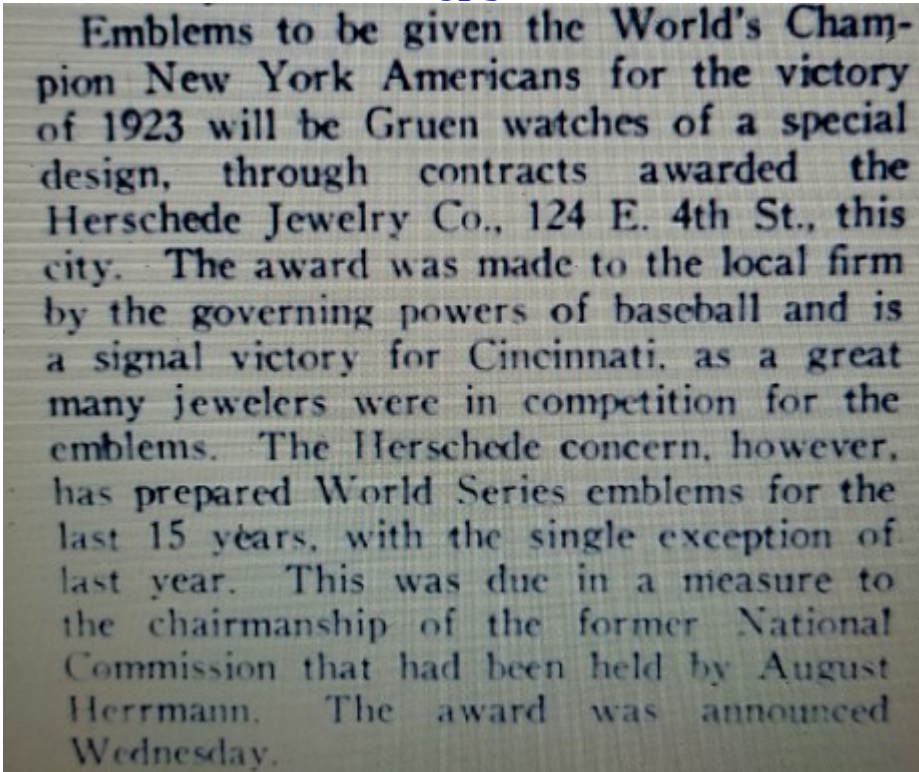 Emblems to be given the World's Cham-
pion New York Americans for the victory
of 1923 will be Gruen watches of a special
design, through contracts awarded the
Herschede Jewelry Co., 124 E. 4th St., this
city. The award was made to the local firm
by the governing powers of baseball and is
a signal victory for Cincinnati, as a great
many jewelers were in competition for the
emblems. The Herschede concern, however,
has prepared World Series emblems for the
last 15 years, with the single exception of
last year. This was due in a measure to
the chairmanship of the former National
Commission that had been held by August
Herrmann. The award was announced
Wednesday.